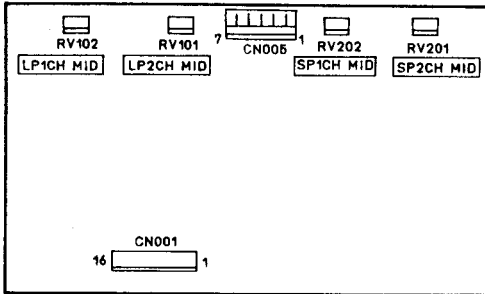 RV102 RV101 7 CN005 1 RV202 RV201
LP1CH MID LP2CH MID SP1CH MID SP2CH MID
CN001
16 1